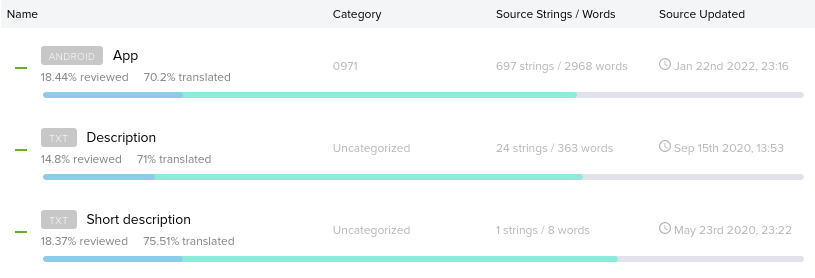 Name Category Source Strings / Words Source Updated
ANDROID App
18.44% reviewed 70.2% translated 0971 697 strings / 2968 words Jan 22nd 2022, 23:16
TXT Description
14.8% reviewed 71% translated Uncategorized 24 strings / 363 words Sep 15th 2020, 13:53
TXT Short description
18.37% reviewed 75.51% translated Uncategorized 1 strings / 8 words May 23rd 2020, 23:22